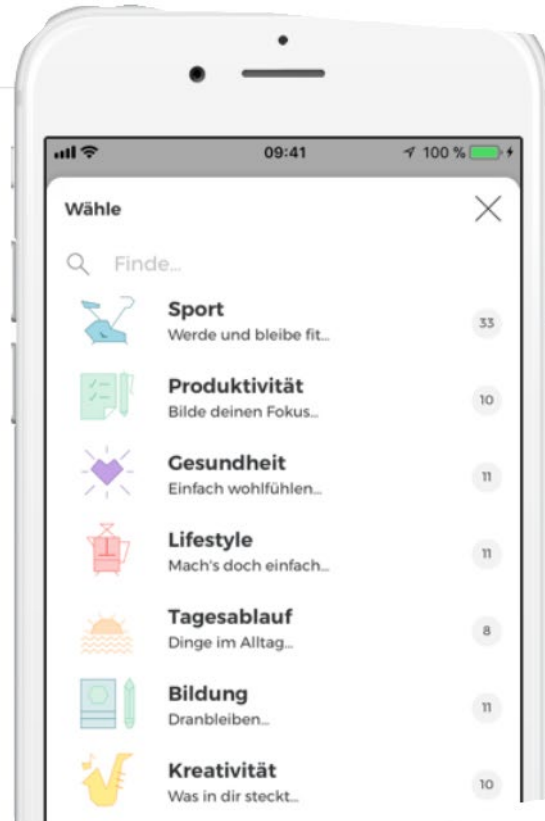 09:41
100 %
Wähle
Finde...
Sport
33
Werde und bleibe fit...
Produktivität
10
Bilde deinen Fokus...
Gesundheit
11
Einfach wohlfühlen...
Lifestyle
11
Mach's doch einfach...
Tagesablauf
8
Dinge im Alltag...
Bildung
11
Dranbleiben...
Kreativität
10
Was in dir steckt...